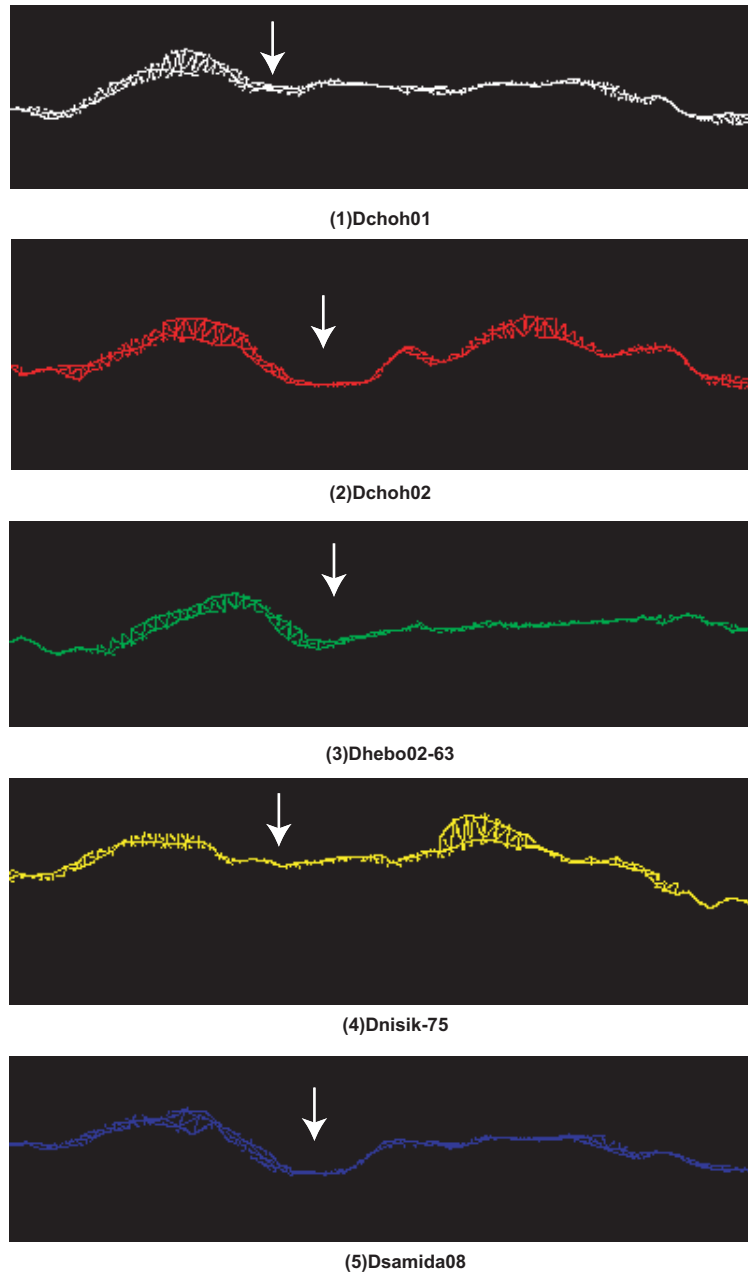 (1)Dchoh01
(2)Dchoh02
(3)Dhebo02-63
(4)Dnisik-75
(5)Dsamida08